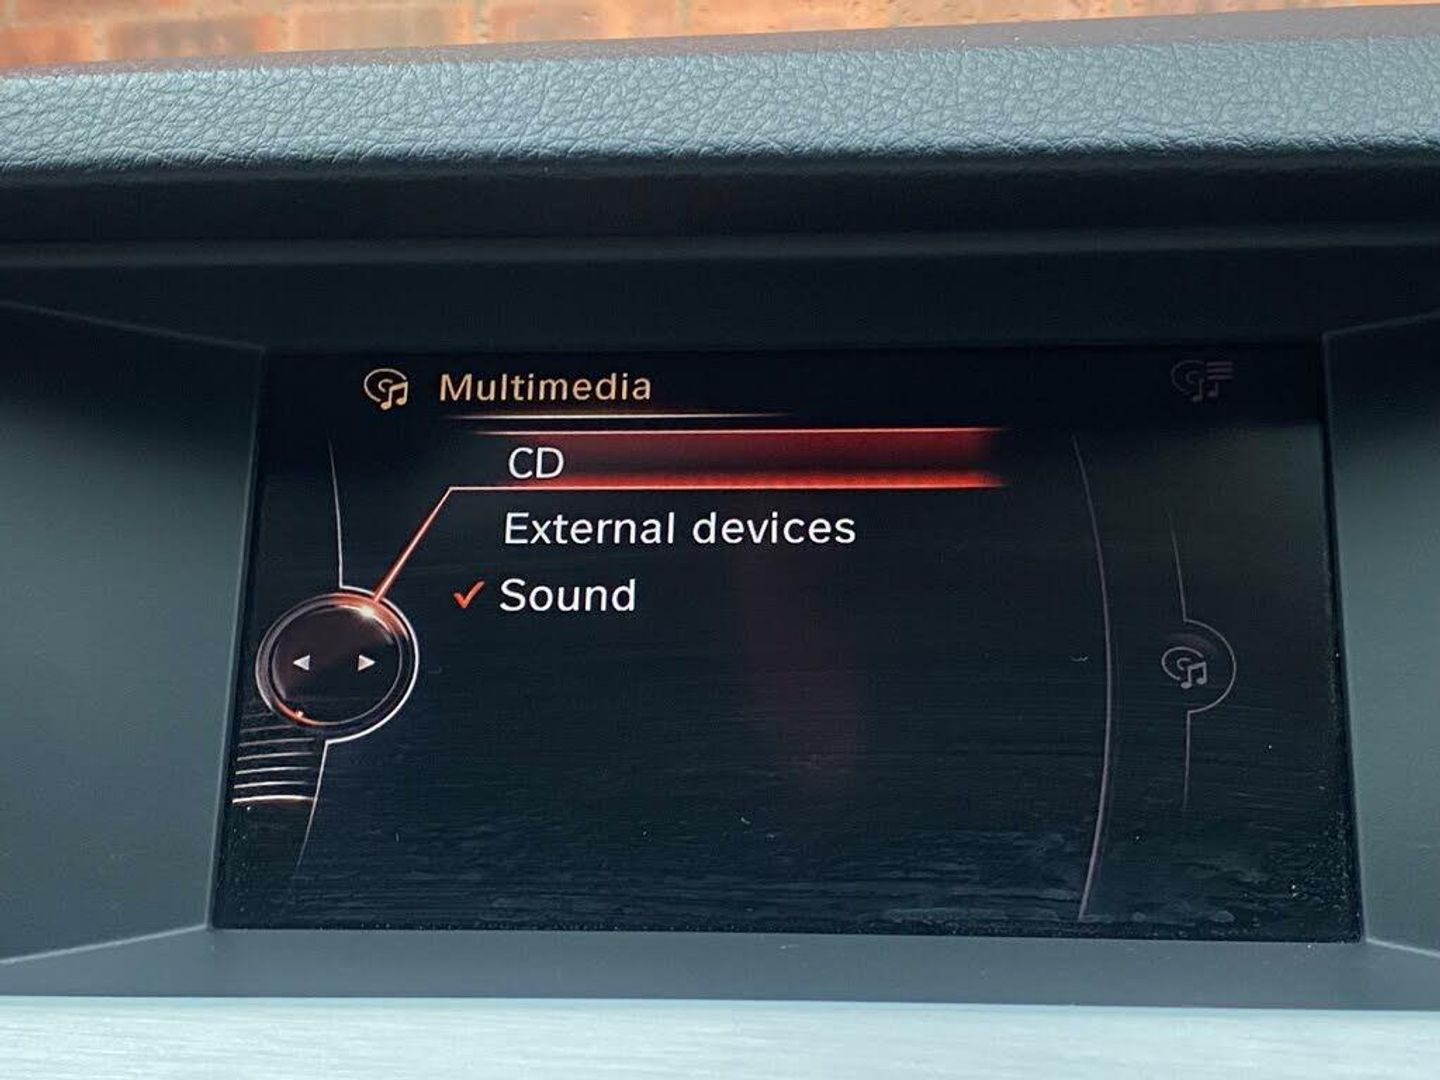 Multimedia
CD
External devices
Sound